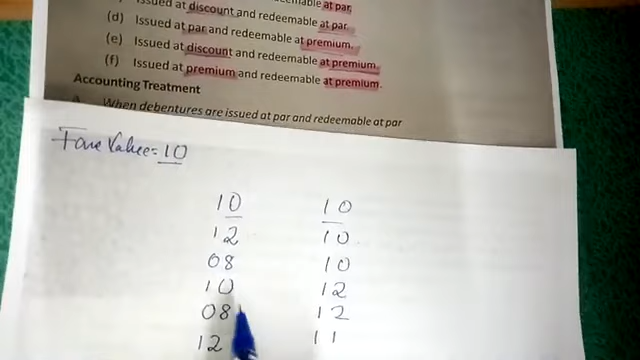 Issued at discount and redeemable at par.
(d) Issued at par and redeemable at premium.
(e) Issued at discount and redeemable at premium.
(f) Issued at premium and redeemable at premium.
Accounting Treatment
When debentures are issued at par and redeemable at par
Face Value = 10
10 10
12 10
08 10
10 12
08 12
12 11